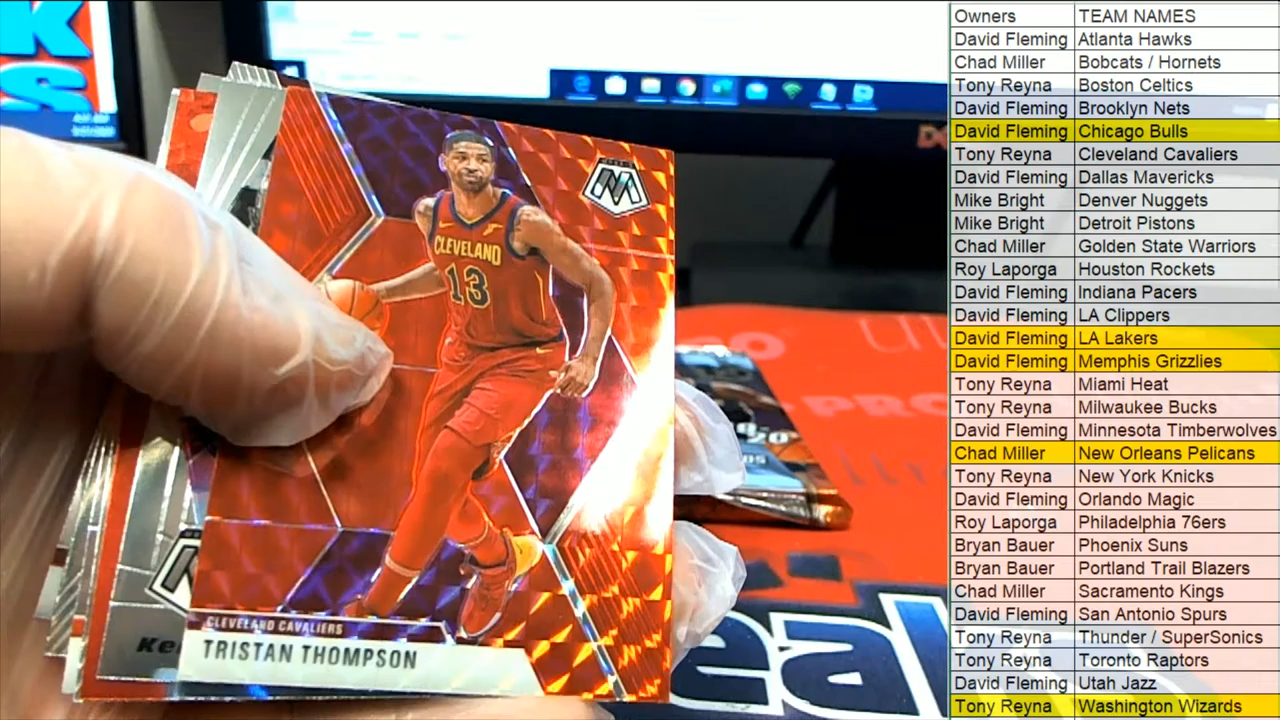 CLEVELAND
13
CLEVELAND CAVALIERS
TRISTAN THOMPSON
Ke
ea
Owners TEAM NAMES
David Fleming Atlanta Hawks
Chad Miller Bobcats / Hornets
Tony Reyna Boston Celtics
David Fleming Brooklyn Nets
David Fleming Chicago Bulls
Tony Reyna Cleveland Cavaliers
David Fleming Dallas Mavericks
Mike Bright Denver Nuggets
Mike Bright Detroit Pistons
Chad Miller Golden State Warriors
Roy Laporga Houston Rockets
David Fleming Indiana Pacers
David Fleming LA Clippers
David Fleming LA Lakers
David Fleming Memphis Grizzlies
Tony Reyna Miami Heat
Tony Reyna Milwaukee Bucks
David Fleming Minnesota Timberwolves
Chad Miller New Orleans Pelicans
Tony Reyna New York Knicks
David Fleming Orlando Magic
Roy Laporga Philadelphia 76ers
Bryan Bauer Phoenix Suns
Bryan Bauer Portland Trail Blazers
Chad Miller Sacramento Kings
David Fleming San Antonio Spurs
Tony Reyna Thunder / SuperSonics
Tony Reyna Toronto Raptors
David Fleming Utah Jazz
Tony Reyna Washington Wizards